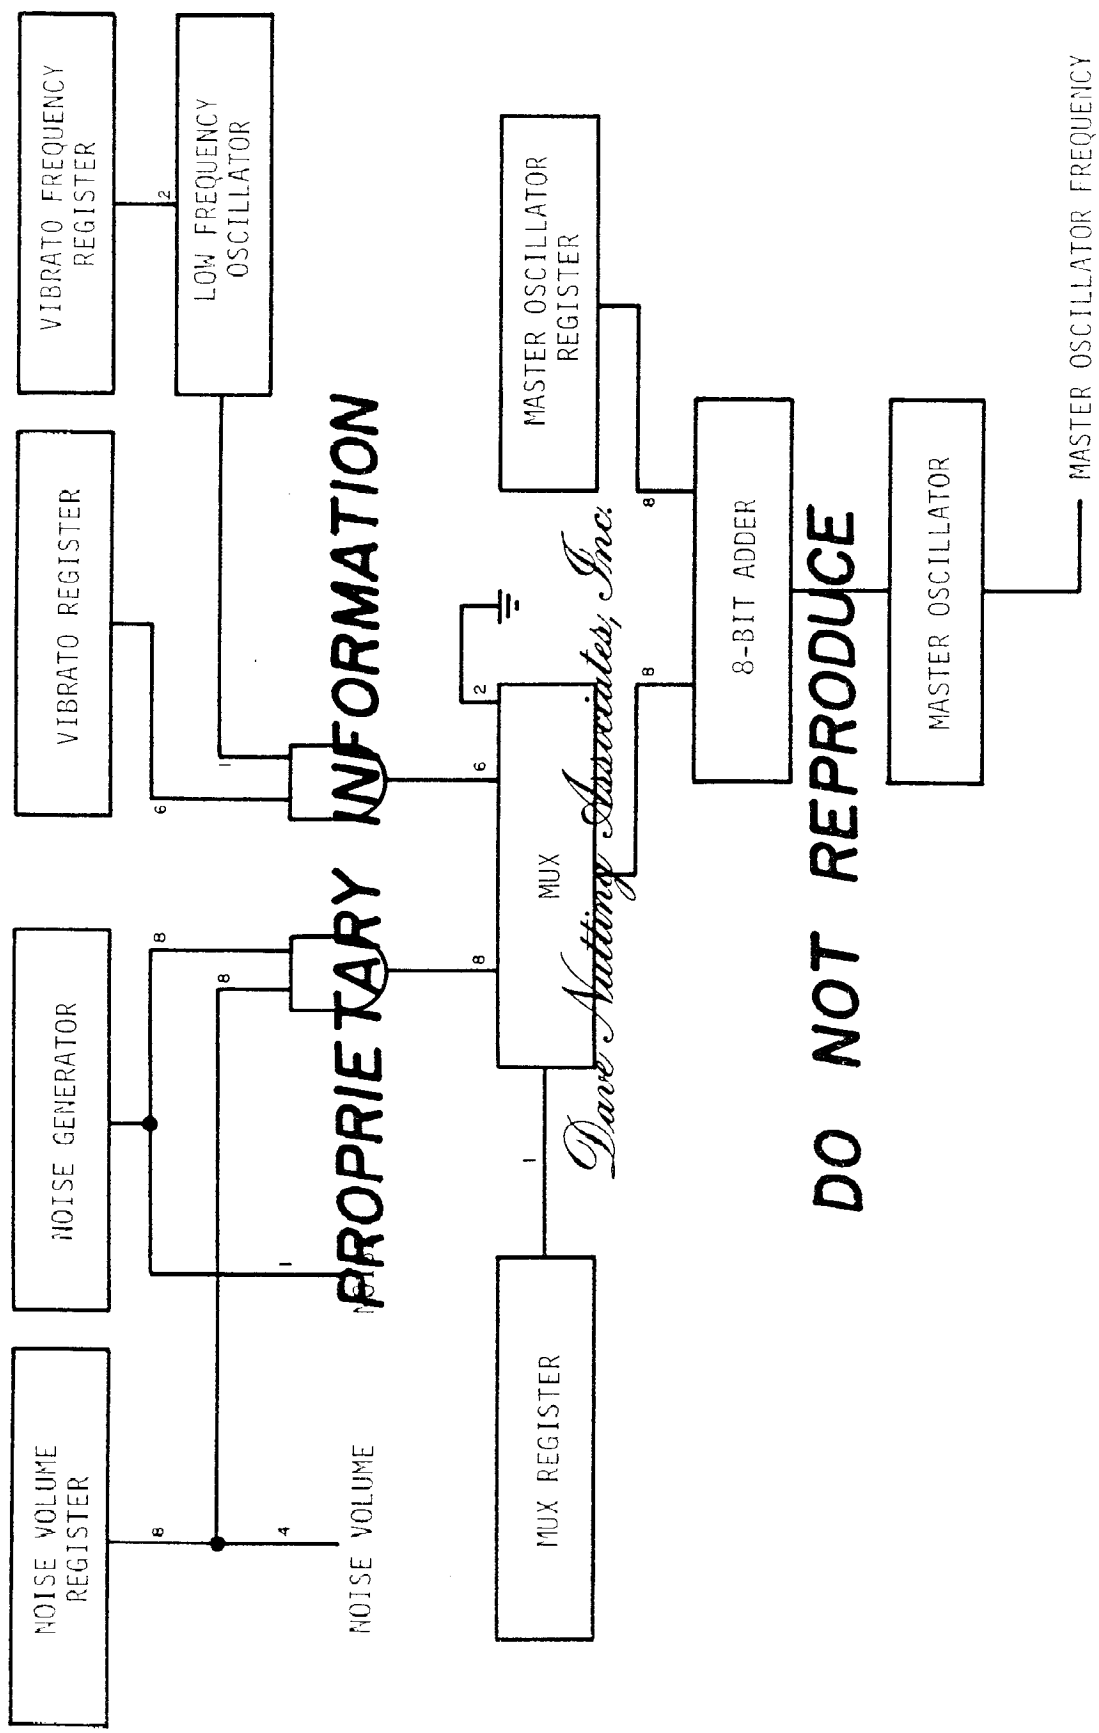 NOISE VOLUME
REGISTER
NOISE GENERATOR
VIBRATO REGISTER
VIBRATO FREQUENCY
REGISTER
8
8
8
6
2
LOW FREQUENCY
OSCILLATOR
4
1
1
NOISE VOLUME
PROPRIETARY INFORMATION
8
6
2
MUX REGISTER
1
MUX
MASTER OSCILLATOR
REGISTER
Dave Nutting Associates, Inc.
8
8
8-BIT ADDER
DO NOT REPRODUCE
MASTER OSCILLATOR
MASTER OSCILLATOR FREQUENCY